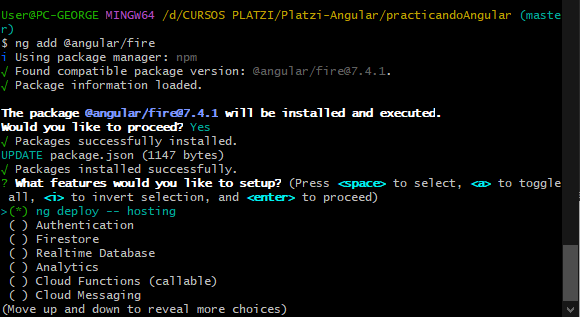 User@PC-GEORGE MINGW64 /d/CURSOS PLATZI/Platzi-Angular/practicandoAngular (maste
r)
$ ng add @angular/fire
i Using package manager: npm
√ Found compatible package version: @angular/fire@7.4.1.
√ Package information loaded.
The package @angular/fire@7.4.1 will be installed and executed.
Would you like to proceed? Yes
√ Packages successfully installed.
UPDATE package.json (1147 bytes)
√ Packages installed successfully.
? What features would you like to setup? (Press <space> to select, <a> to toggle
all, <i> to invert selection, and <enter> to proceed)
>(*) ng deploy -- hosting
( ) Authentication
( ) Firestore
( ) Realtime Database
( ) Analytics
( ) Cloud Functions (callable)
( ) Cloud Messaging
(Move up and down to reveal more choices)